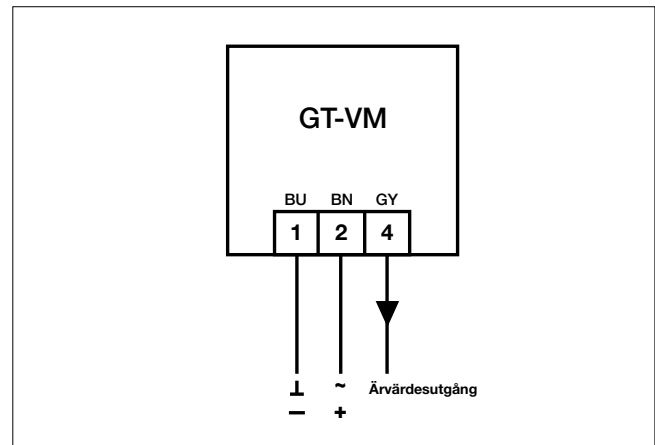 GT-VM
BU BN GY
1 2 4
⊥ ~ Ärvärdesutgång
− +